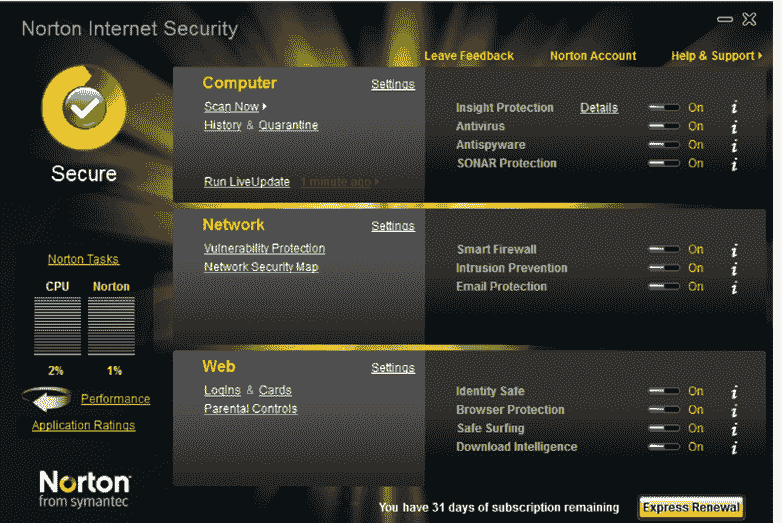 Norton Internet Security
Leave Feedback Norton Account Help & Support
Secure
Computer Settings
Scan Now
History & Quarantine
Run LiveUpdate 1 minute ago
Insight Protection Details On i
Antivirus On i
Antispyware On i
SONAR Protection On i
Network Settings
Vulnerability Protection
Network Security Map
Smart Firewall On i
Intrusion Prevention On i
Email Protection On i
Norton Tasks
CPU Norton
2% 1%
Performance
Application Ratings
Web Settings
Logins & Cards
Parental Controls
Identity Safe On i
Browser Protection On i
Safe Surfing On i
Download Intelligence On i
Norton
from symantec
You have 31 days of subscription remaining Express Renewal